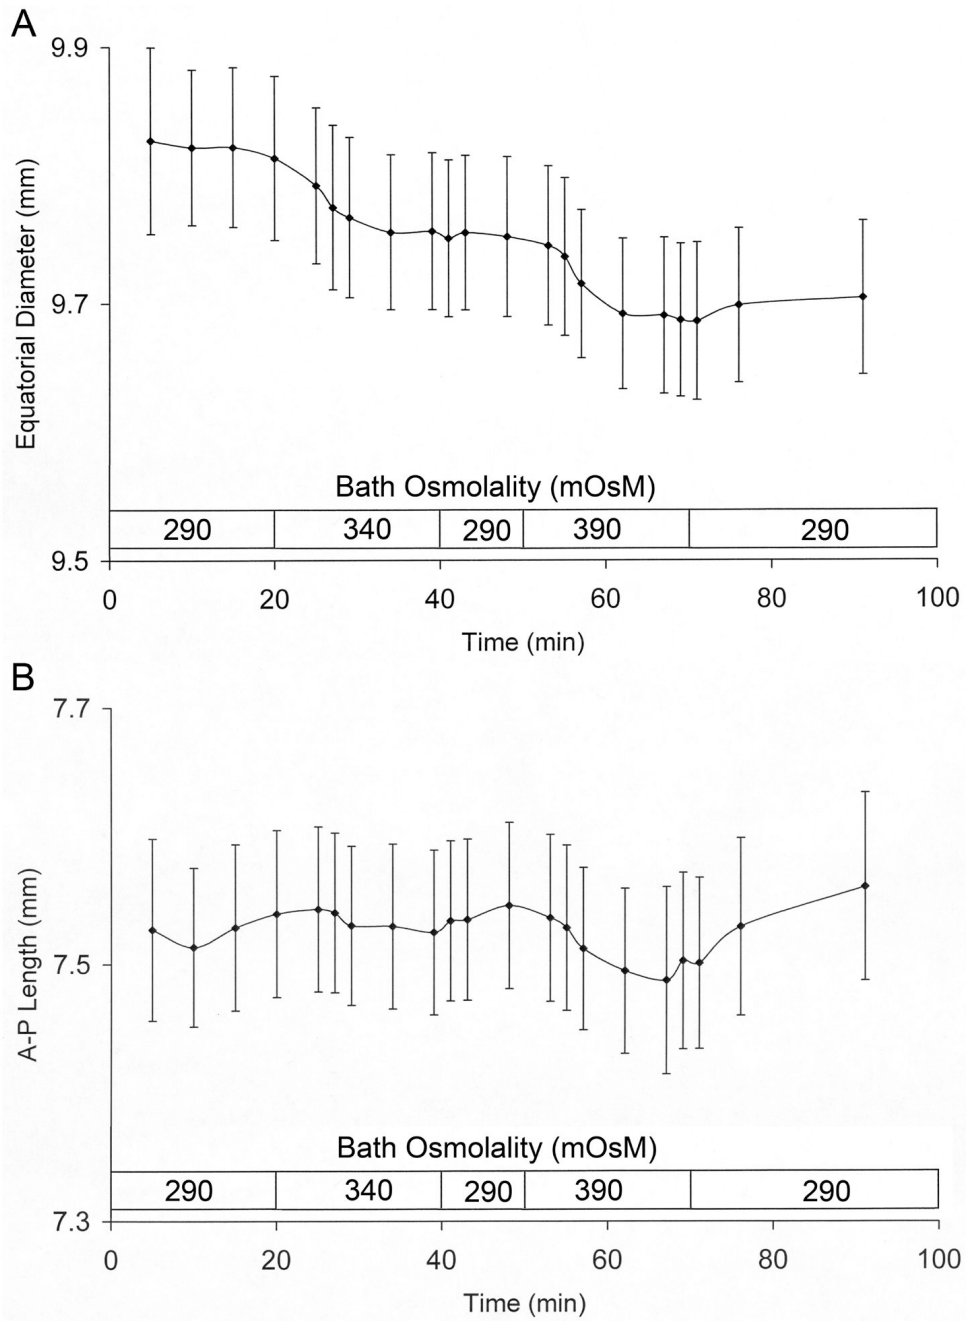 A
9.9
9.7
9.5
Equatorial Diameter (mm)
Bath Osmolality (mOsM)
290 340 290 390 290
0 20 40 60 80 100
Time (min)
B
7.7
7.5
7.3
A-P Length (mm)
Bath Osmolality (mOsM)
290 340 290 390 290
0 20 40 60 80 100
Time (min)